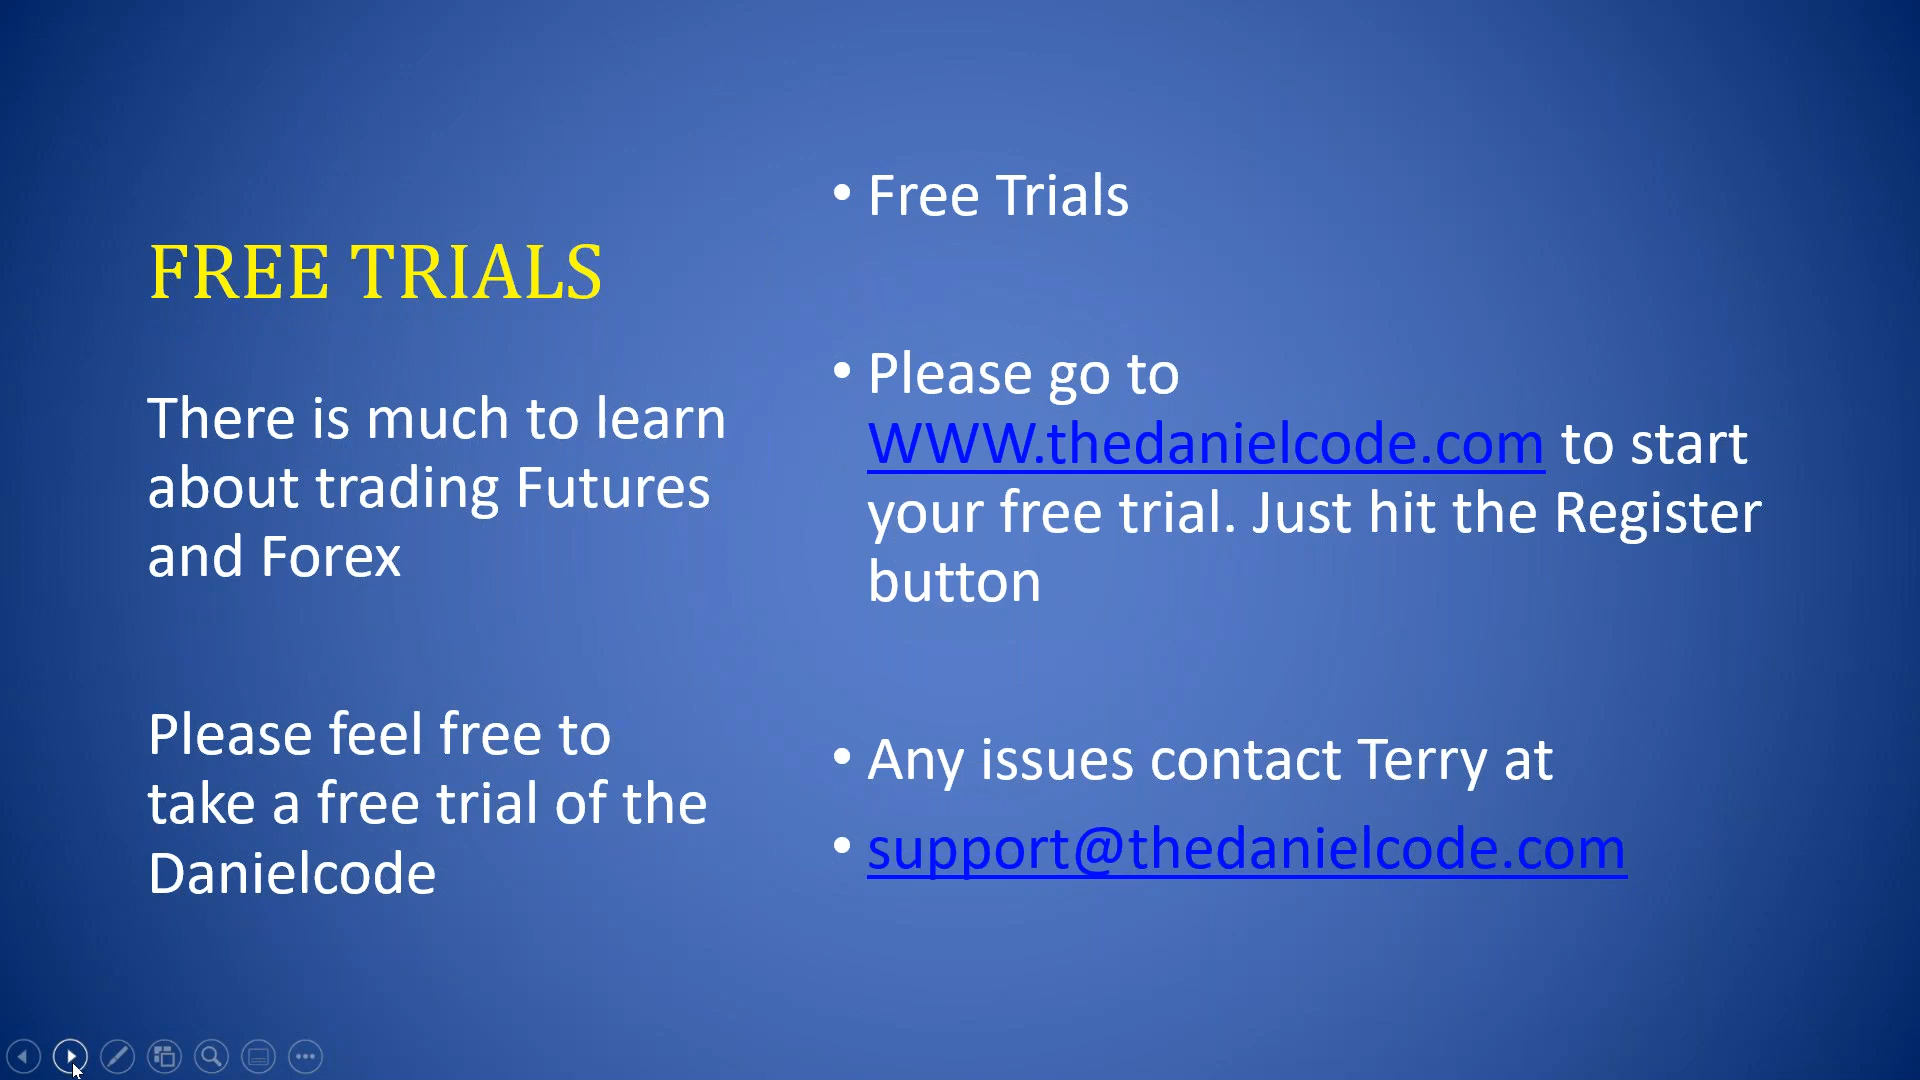 FREE TRIALS
There is much to learn
about trading Futures
and Forex
Please feel free to
take a free trial of the
Danielcode
• Free Trials
• Please go to
WWW.thedanielcode.com to start
your free trial. Just hit the Register
button
• Any issues contact Terry at
• support@thedanielcode.com